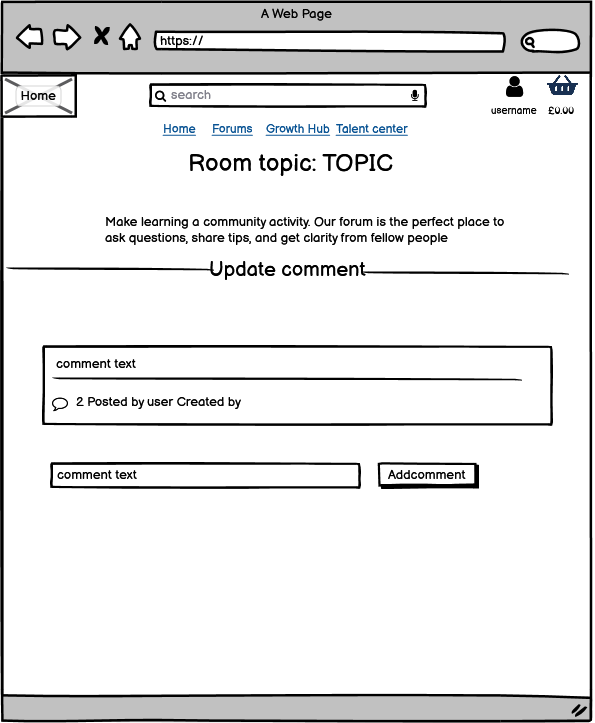 A Web Page
https://
Home
search
username
£0.00
Home Forums Growth Hub Talent center
Room topic: TOPIC
Make learning a community activity. Our forum is the perfect place to
ask questions, share tips, and get clarity from fellow people
Update comment
comment text
2 Posted by user Created by
comment text
Addcomment